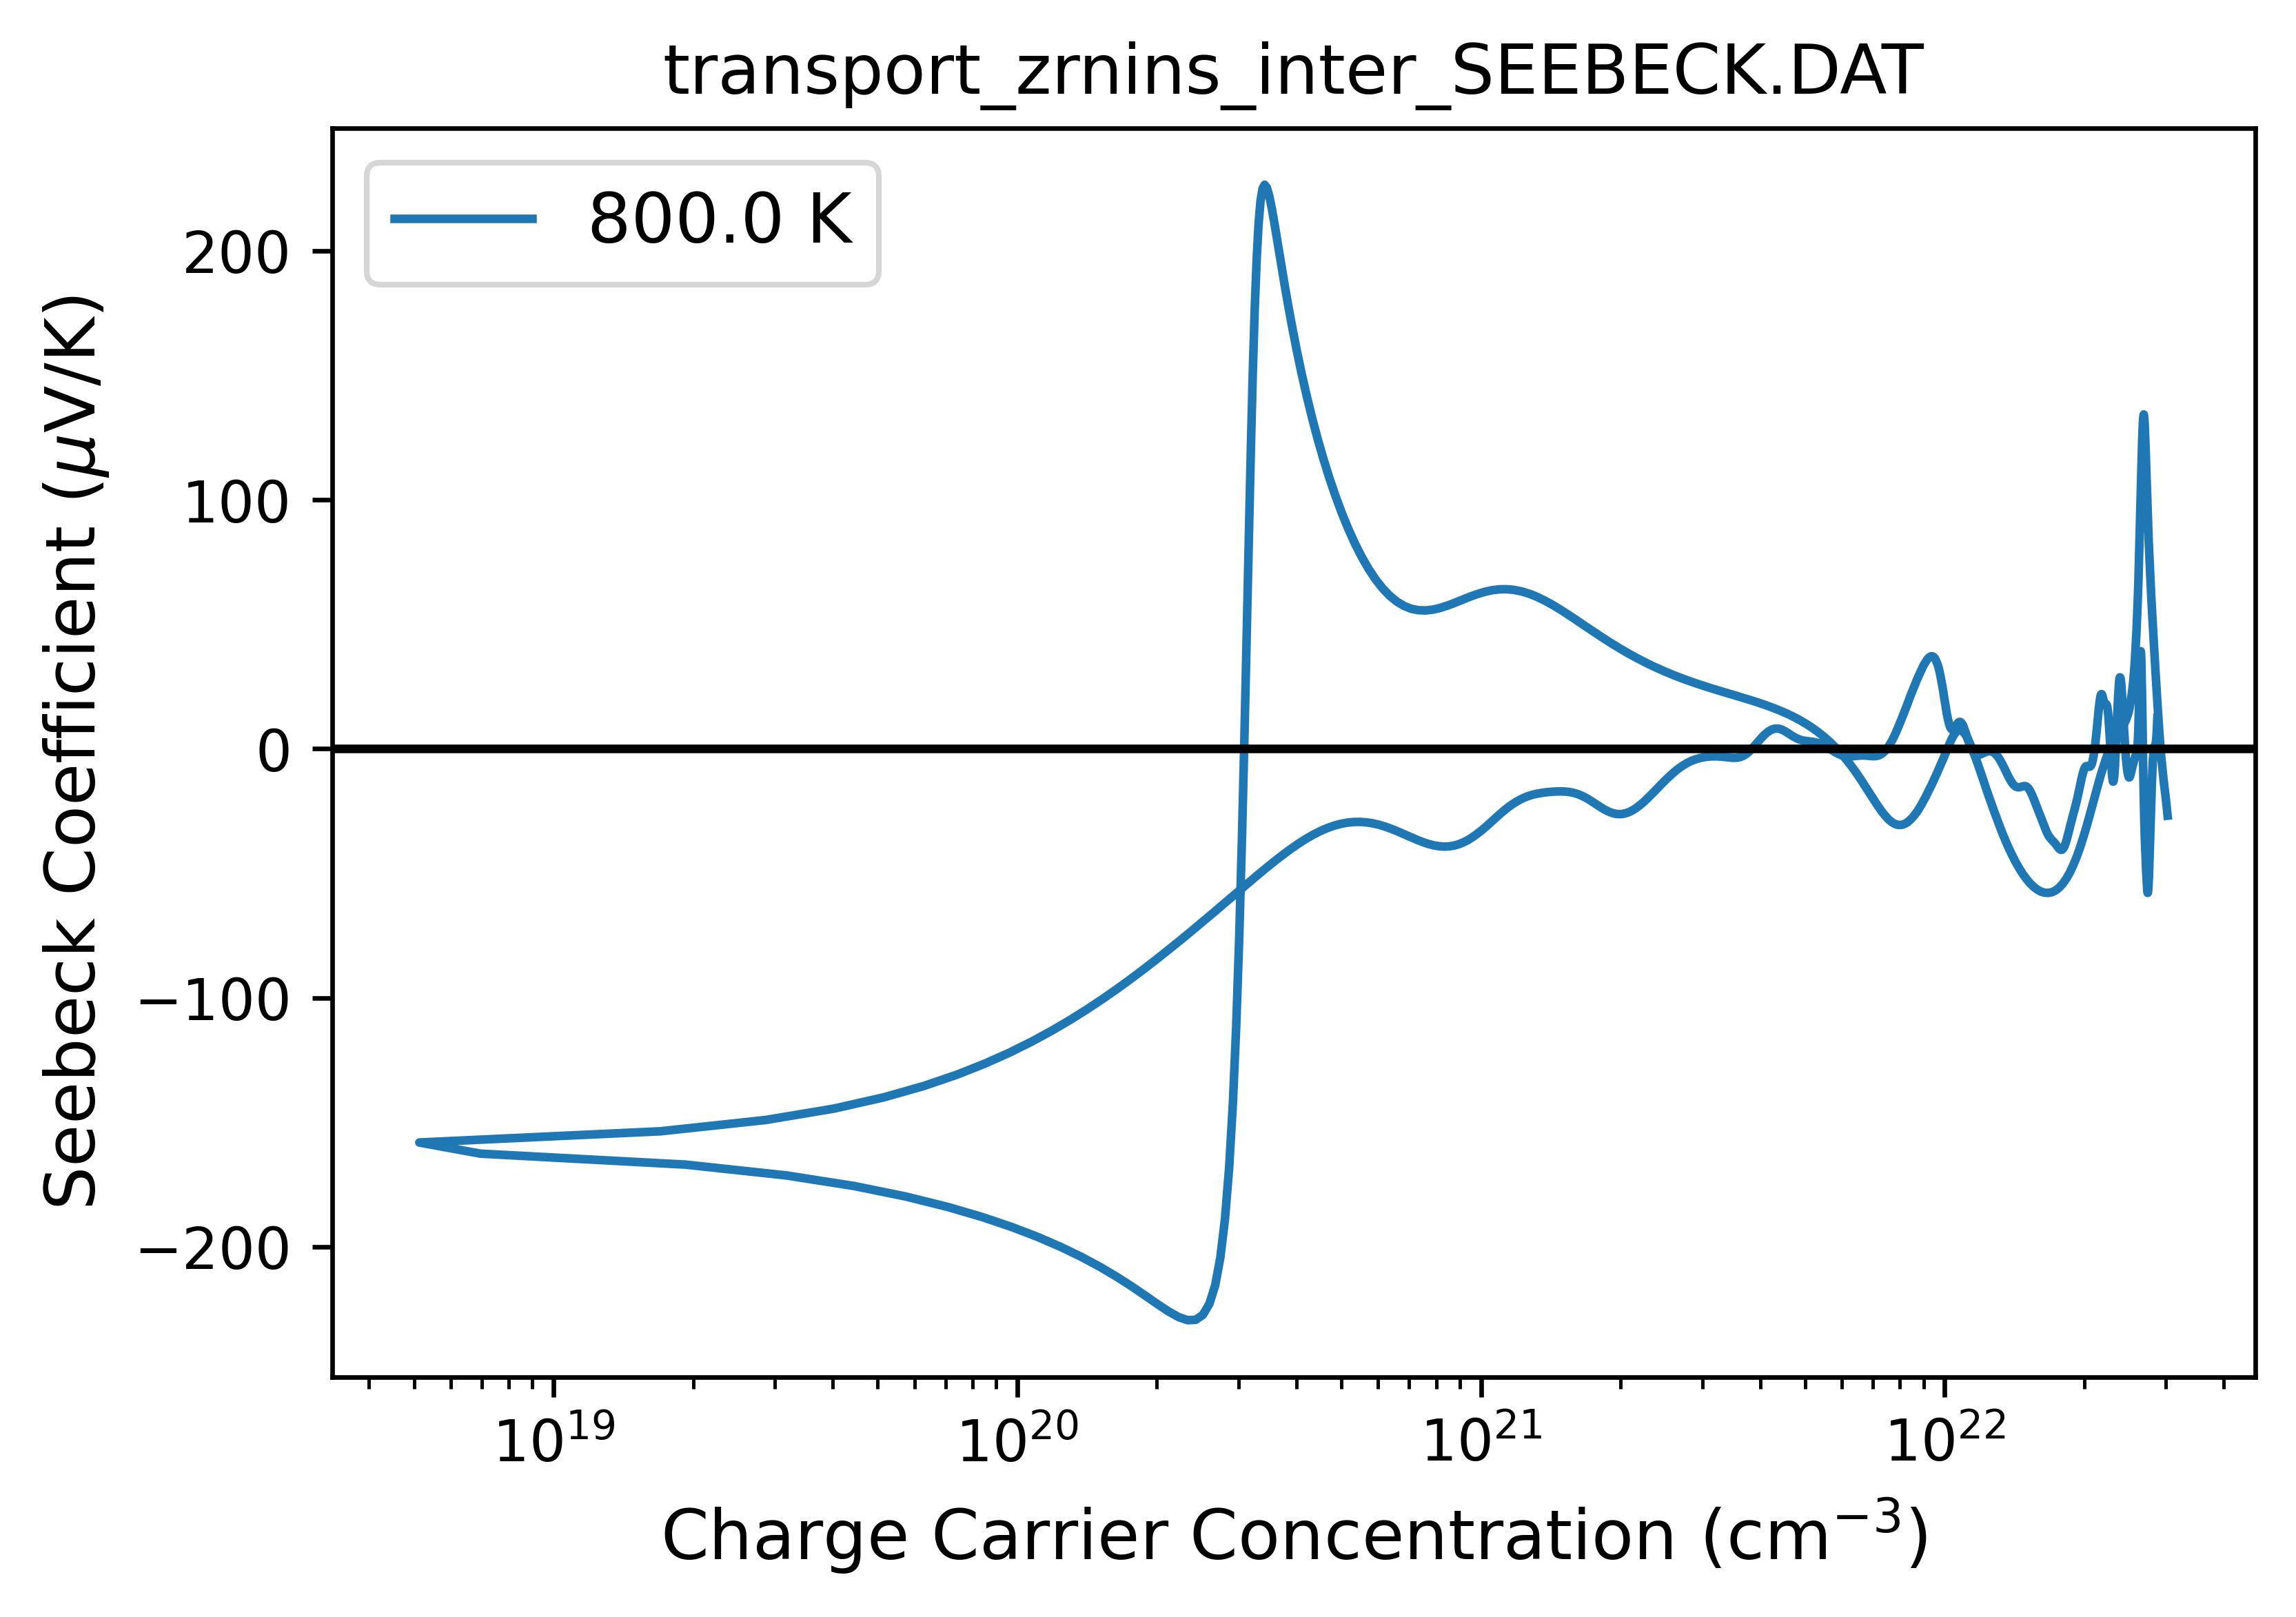 transport_zrnins_inter_SEEBECK.DAT
800.0 K
Seebeck Coefficient (μV/K)
200
100
0
−100
−200
10¹⁹
10²⁰
10²¹
10²²
Charge Carrier Concentration (cm⁻³)